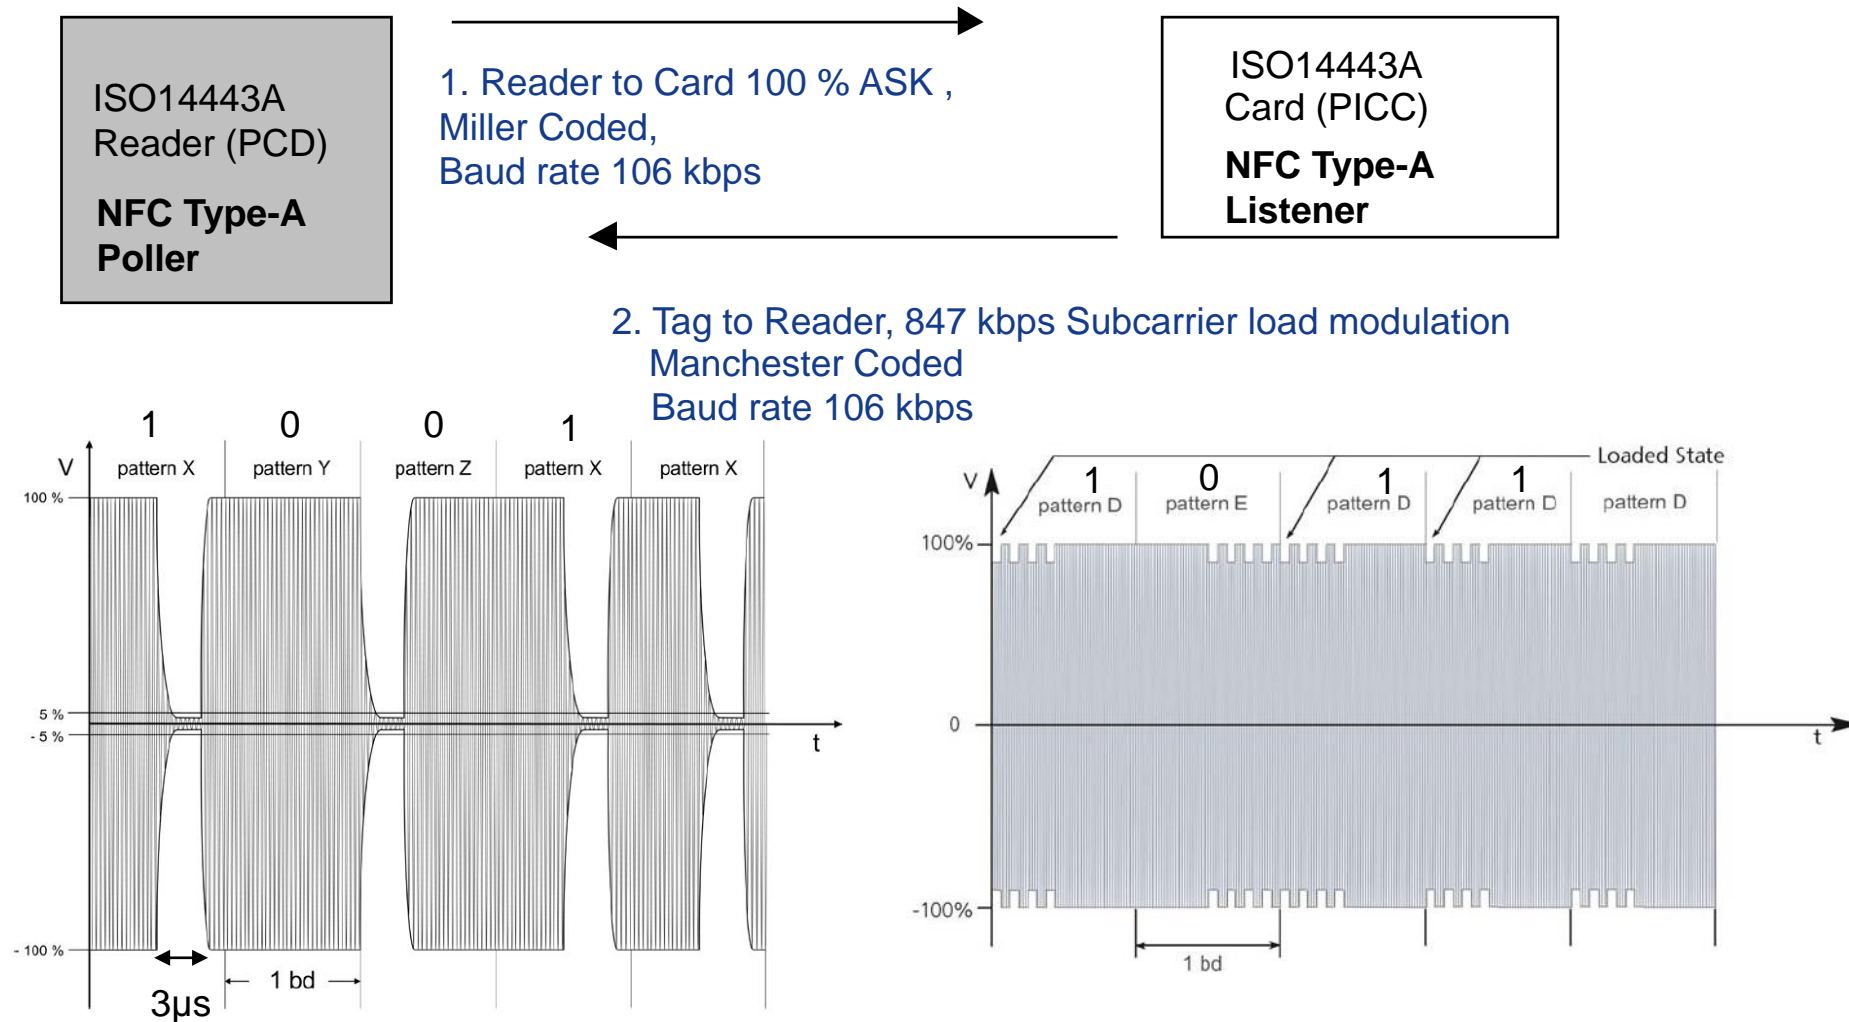 ISO14443A
Reader (PCD)
NFC Type-A
Poller
1. Reader to Card 100 % ASK ,
Miller Coded,
Baud rate 106 kbps
ISO14443A
Card (PICC)
NFC Type-A
Listener
2. Tag to Reader, 847 kbps Subcarrier load modulation
Manchester Coded
Baud rate 106 kbps
1 0 0 1
V pattern X pattern Y pattern Z pattern X pattern X
100 %
5 %
- 5 %
t
- 100 %
1 bd
3µs
Loaded State
V 1 0 1 1
pattern D pattern E pattern D pattern D pattern D
100%
0
t
-100%
1 bd